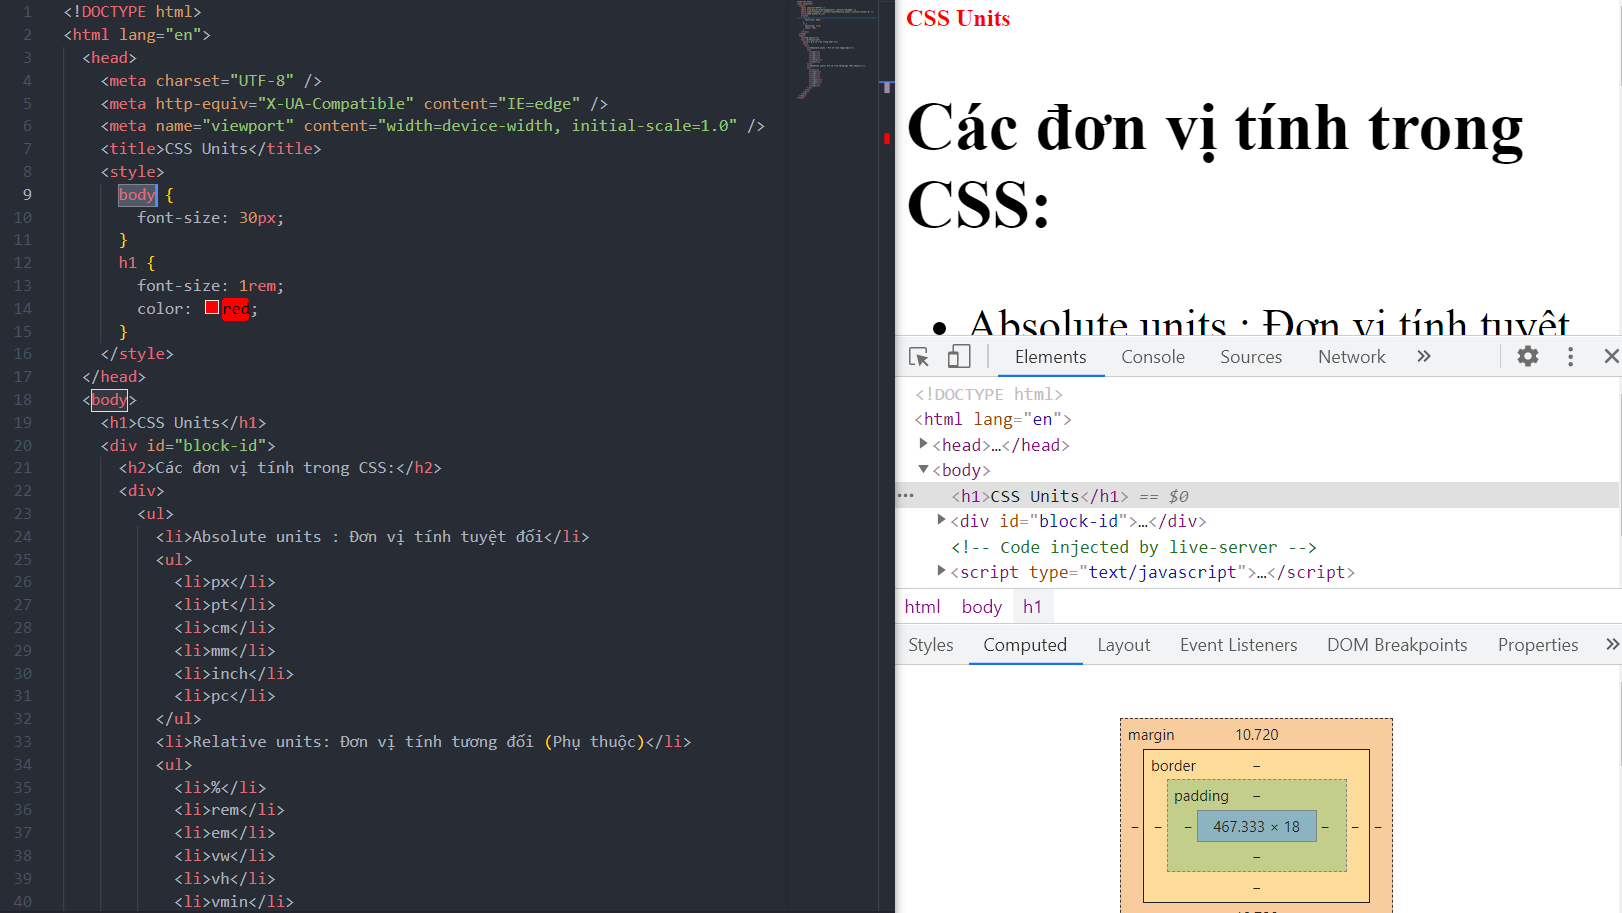 1 <!DOCTYPE html>
2 <html lang="en">
3 <head>
4 <meta charset="UTF-8" />
5 <meta http-equiv="X-UA-Compatible" content="IE=edge" />
6 <meta name="viewport" content="width=device-width, initial-scale=1.0" />
7 <title>CSS Units</title>
8 <style>
9 body {
10 font-size: 30px;
11 }
12 h1 {
13 font-size: 1rem;
14 color: red;
15 }
16 </style>
17 </head>
18 <body>
19 <h1>CSS Units</h1>
20 <div id="block-id">
21 <h2>Các đơn vị tính trong CSS:</h2>
22 <div>
23 <ul>
24 <li>Absolute units : Đơn vị tính tuyệt đối</li>
25 <ul>
26 <li>px</li>
27 <li>pt</li>
28 <li>cm</li>
29 <li>mm</li>
30 <li>inch</li>
31 <li>pc</li>
32 </ul>
33 <li>Relative units: Đơn vị tính tương đối (Phụ thuộc)</li>
34 <ul>
35 <li>%</li>
36 <li>rem</li>
37 <li>em</li>
38 <li>vw</li>
39 <li>vh</li>
40 <li>vmin</li>
CSS Units
Các đơn vị tính trong
CSS:
• Absolute units : Đơn vị tính tuyệt
Elements Console Sources Network »
<!DOCTYPE html>
<html lang="en">
<head>…</head>
<body>
<h1>CSS Units</h1> == $0
<div id="block-id">…</div>
<!-- Code injected by live-server -->
<script type="text/javascript">…</script>
html body h1
Styles Computed Layout Event Listeners DOM Breakpoints Properties »
margin 10.720
border –
padding –
– – – 467.333 × 18 – – –
–
–